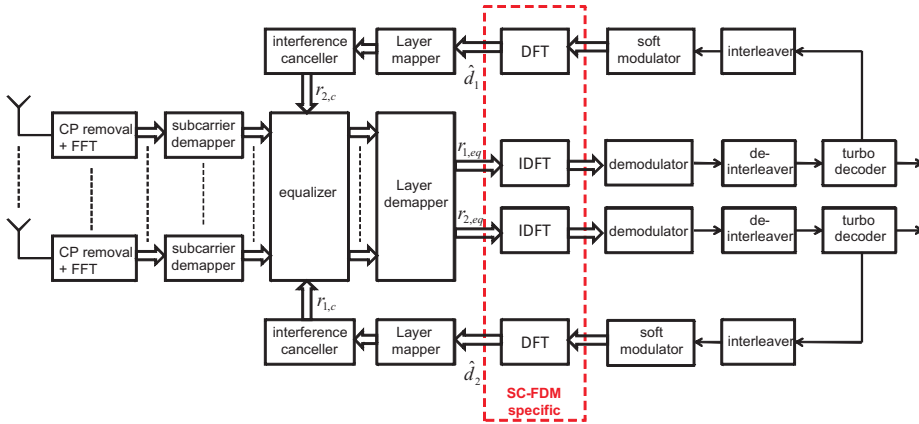 interference
canceller
Layer
mapper
DFT
soft
modulator
interleaver
d̂₁
r₂,c
CP removal
+ FFT
subcarrier
demapper
equalizer
Layer
demapper
r₁,eq
IDFT
demodulator
de-
interleaver
turbo
decoder
r₂,eq
IDFT
demodulator
de-
interleaver
turbo
decoder
CP removal
+ FFT
subcarrier
demapper
r₁,c
interference
canceller
Layer
mapper
DFT
soft
modulator
interleaver
d̂₂
SC-FDM
specific